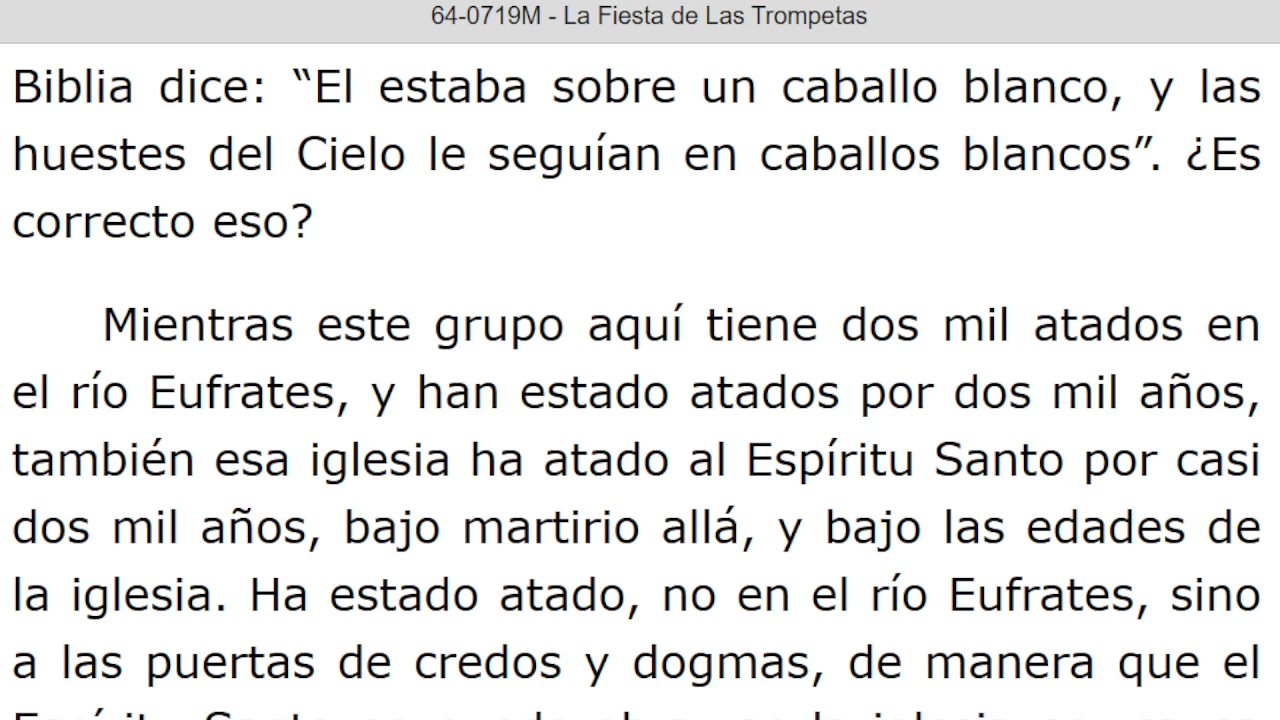 64-0719M - La Fiesta de Las Trompetas
Biblia dice: “El estaba sobre un caballo blanco, y las
huestes del Cielo le seguían en caballos blancos”. ¿Es
correcto eso?
Mientras este grupo aquí tiene dos mil atados en
el río Eufrates, y han estado atados por dos mil años,
también esa iglesia ha atado al Espíritu Santo por casi
dos mil años, bajo martirio allá, y bajo las edades de
la iglesia. Ha estado atado, no en el río Eufrates, sino
a las puertas de credos y dogmas, de manera que el